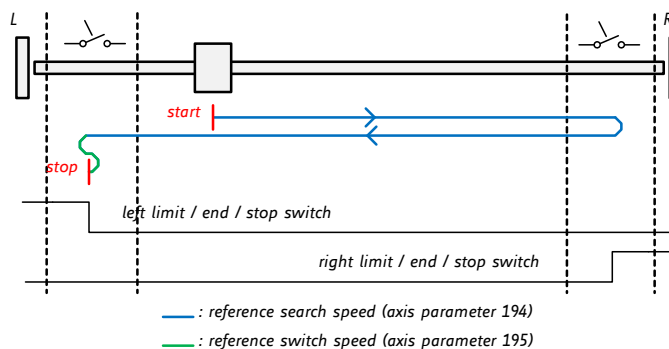 L
R
start
stop
left limit / end / stop switch
right limit / end / stop switch
: reference search speed (axis parameter 194)
: reference switch speed (axis parameter 195)